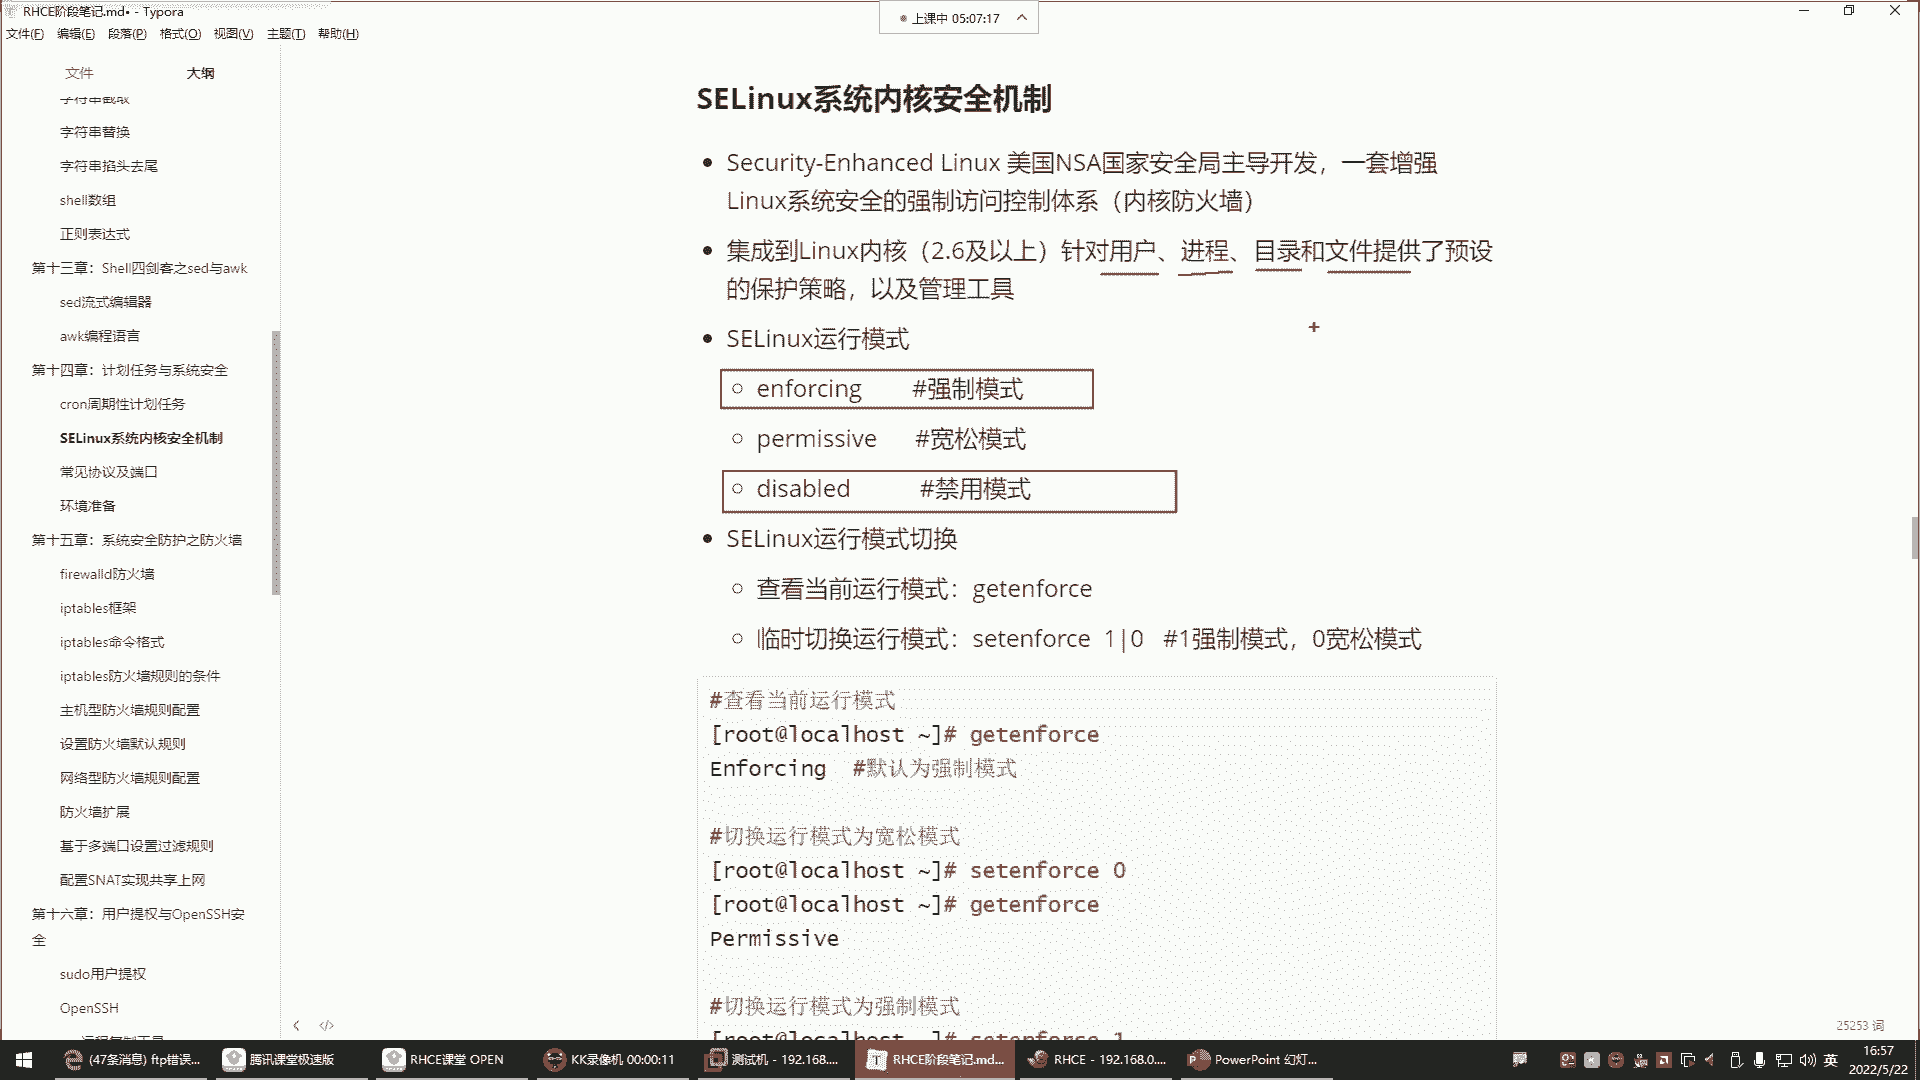 RHCE阶段笔记.md• - Typora
上课中 05:07:17
文件(F) 编辑(E) 段落(P) 格式(O) 视图(V) 主题(T) 帮助(H)
文件 大纲
字符串截取
字符串替换
字符串掐头去尾
shell数组
正则表达式
第十三章：Shell四剑客之sed与awk
sed流式编辑器
awk编程语言
第十四章：计划任务与系统安全
cron周期性计划任务
SELinux系统内核安全机制
常见协议及端口
环境准备
第十五章：系统安全防护之防火墙
firewalld防火墙
iptables框架
iptables命令格式
iptables防火墙规则的条件
主机型防火墙规则配置
设置防火墙默认规则
网络型防火墙规则配置
防火墙扩展
基于多端口设置过滤规则
配置SNAT实现共享上网
第十六章：用户提权与OpenSSH安
全
sudo用户提权
OpenSSH
SELinux系统内核安全机制
Security-Enhanced Linux 美国NSA国家安全局主导开发，一套增强
Linux系统安全的强制访问控制体系（内核防火墙）
集成到Linux内核（2.6及以上）针对用户、进程、目录和文件提供了预设
的保护策略，以及管理工具
SELinux运行模式
enforcing #强制模式
permissive #宽松模式
disabled #禁用模式
SELinux运行模式切换
查看当前运行模式：getenforce
临时切换运行模式：setenforce 1|0 #1强制模式，0宽松模式
#查看当前运行模式
[root@localhost ~]# getenforce
Enforcing #默认为强制模式
#切换运行模式为宽松模式
[root@localhost ~]# setenforce 0
[root@localhost ~]# getenforce
Permissive
#切换运行模式为强制模式
[root@localhost ~]# setenforce 1
25253 词
(47条消息) ftp错误... 腾讯课堂极速版 RHCE课堂 OPEN KK录像机 00:00:11 测试机 - 192.168.... RHCE阶段笔记.md... RHCE - 192.168.0.... PowerPoint 幻灯... 英 16:57
2022/5/22